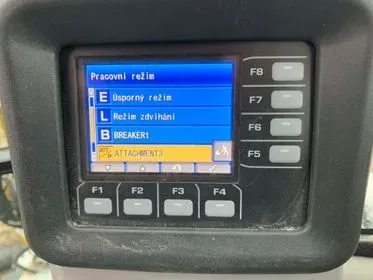 Pracovní režim
E Úsporný režim
L Režim zdvihání
B BREAKER1
ATT/P ATTACHMENT3
F8
F7
F6
F5
F1 F2 F3 F4